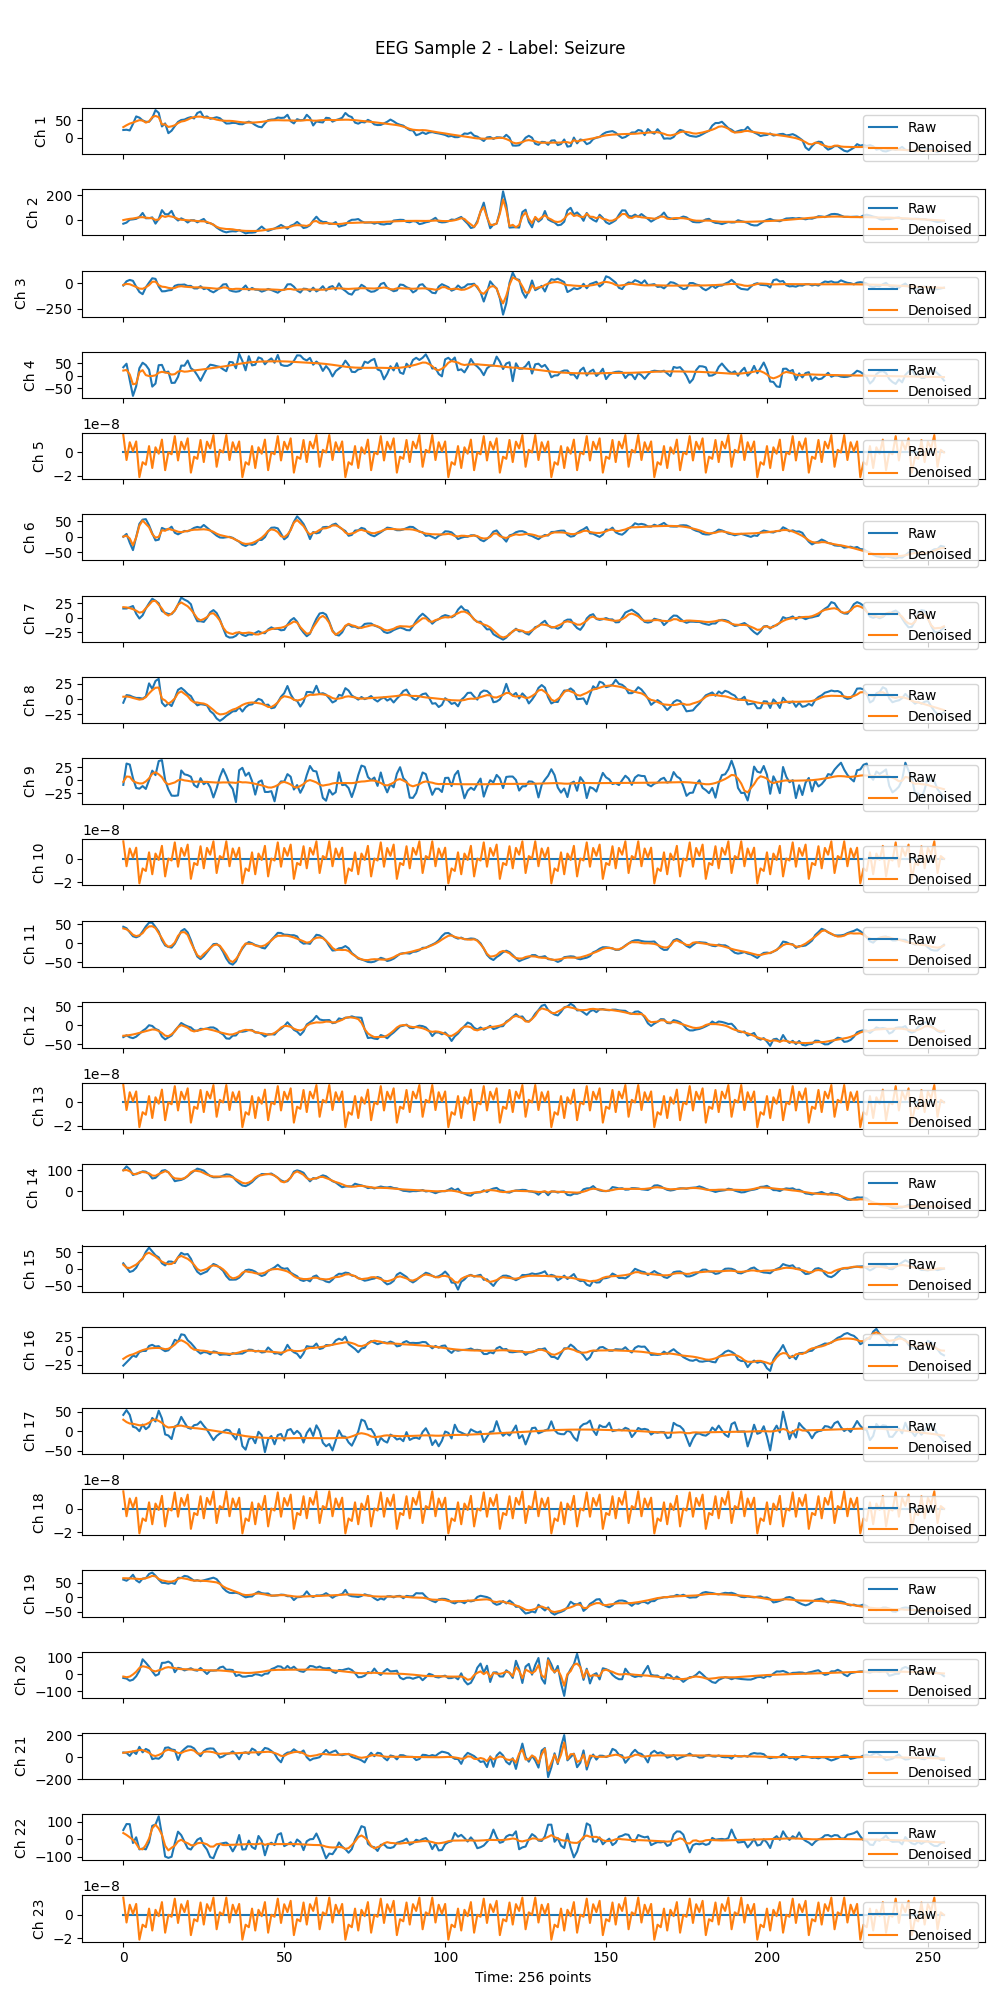 EEG Sample 2 - Label: Seizure
Ch 1
50
0
Raw
Denoised
Ch 2
200
0
Raw
Denoised
Ch 3
0
−250
Raw
Denoised
Ch 4
50
0
−50
Raw
Denoised
1e−8
Ch 5
0
−2
Raw
Denoised
Ch 6
50
0
−50
Raw
Denoised
Ch 7
25
0
−25
Raw
Denoised
Ch 8
25
0
−25
Raw
Denoised
Ch 9
25
0
−25
Raw
Denoised
1e−8
Ch 10
0
−2
Raw
Denoised
Ch 11
50
0
−50
Raw
Denoised
Ch 12
50
0
−50
Raw
Denoised
1e−8
Ch 13
0
−2
Raw
Denoised
Ch 14
100
0
Raw
Denoised
Ch 15
50
0
−50
Raw
Denoised
Ch 16
25
0
−25
Raw
Denoised
Ch 17
50
0
−50
Raw
Denoised
1e−8
Ch 18
0
−2
Raw
Denoised
Ch 19
50
0
−50
Raw
Denoised
Ch 20
100
0
−100
Raw
Denoised
Ch 21
200
0
−200
Raw
Denoised
Ch 22
100
0
−100
Raw
Denoised
1e−8
Ch 23
0
−2
Raw
Denoised
0 50 100 150 200 250
Time: 256 points